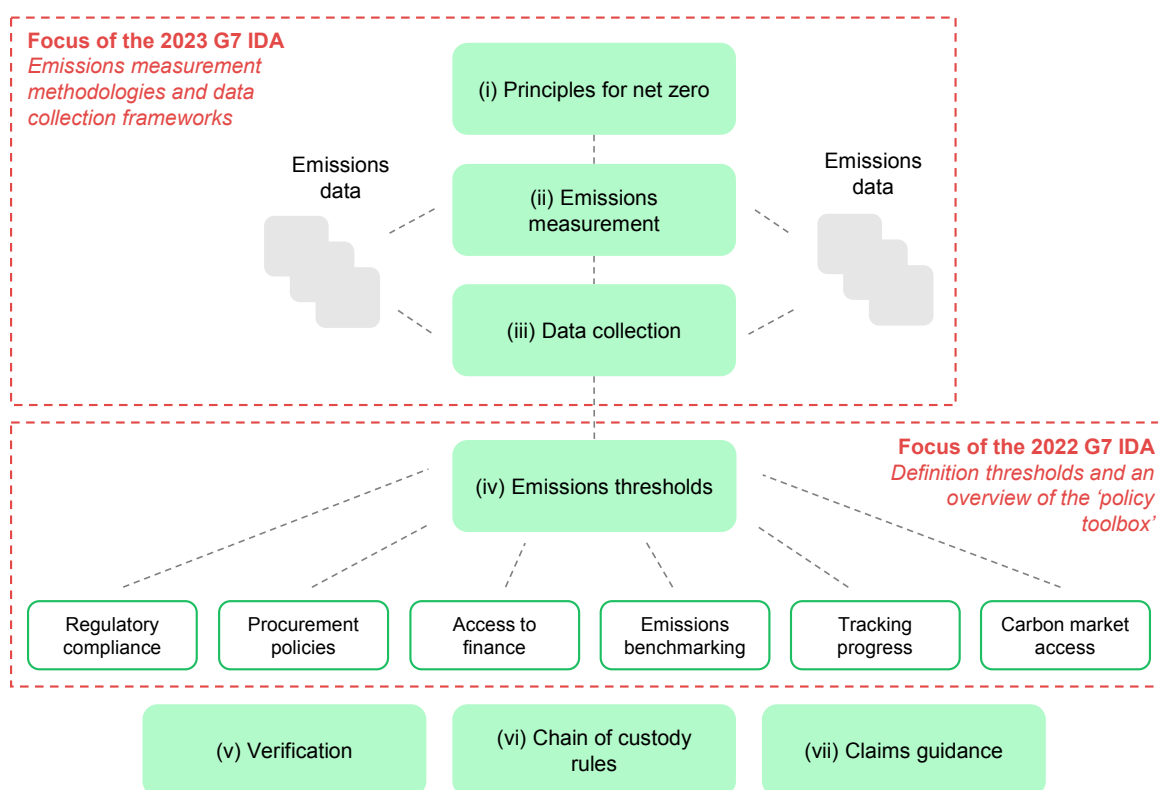 Focus of the 2023 G7 IDA
Emissions measurement
methodologies and data
collection frameworks
(i) Principles for net zero
Emissions
data
(ii) Emissions
measurement
Emissions
data
(iii) Data collection
Focus of the 2022 G7 IDA
Definition thresholds and an
overview of the ‘policy
toolbox’
(iv) Emissions thresholds
Regulatory
compliance
Procurement
policies
Access to
finance
Emissions
benchmarking
Tracking
progress
Carbon market
access
(v) Verification
(vi) Chain of custody
rules
(vii) Claims guidance